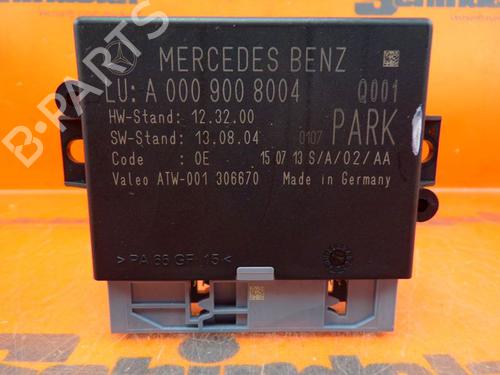 MERCEDES BENZ
LU: A 000 900 8004 Q001
HW-Stand: 12.32.00
SW-Stand: 13.08.04 0107 PARK
Code : 0E 15 07 13 S/A/02/AA
Valeo ATW-001 306670 Made in Germany
>PA 66 GF 15<